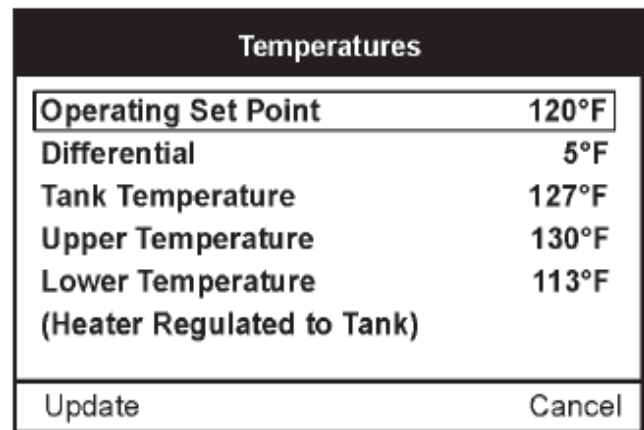 Temperatures
Operating Set Point 120°F
Differential 5°F
Tank Temperature 127°F
Upper Temperature 130°F
Lower Temperature 113°F
(Heater Regulated to Tank)
Update Cancel